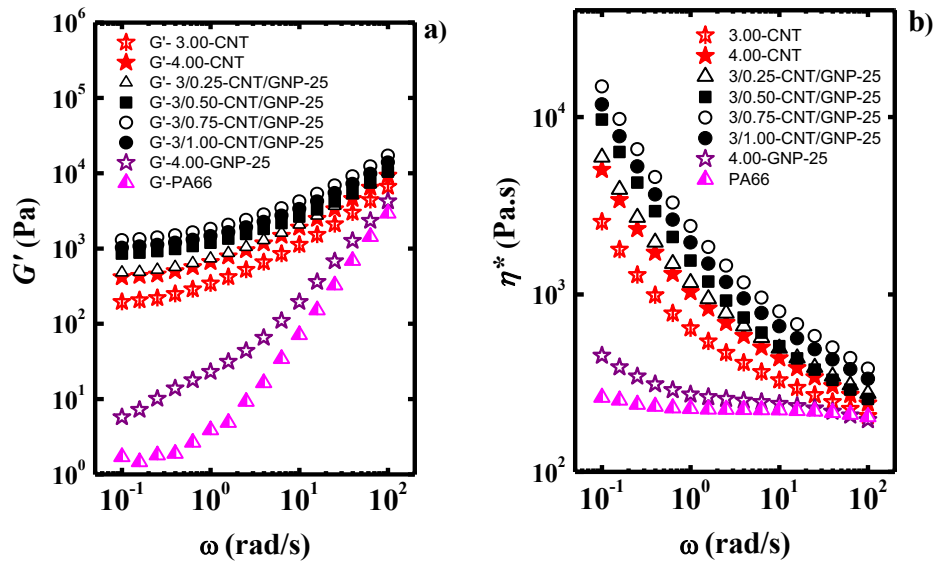 a)
10⁶
10⁵
10⁴
10³
10²
10¹
10⁰
G′ (Pa)
G'- 3.00-CNT
G'-4.00-CNT
G'- 3/0.25-CNT/GNP-25
G'-3/0.50-CNT/GNP-25
G'-3/0.75-CNT/GNP-25
G'-3/1.00-CNT/GNP-25
G'-4.00-GNP-25
G'-PA66
10⁻¹ 10⁰ 10¹ 10²
ω (rad/s)
b)
10⁴
10³
10²
η* (Pa.s)
3.00-CNT
4.00-CNT
3/0.25-CNT/GNP-25
3/0.50-CNT/GNP-25
3/0.75-CNT/GNP-25
3/1.00-CNT/GNP-25
4.00-GNP-25
PA66
10⁻¹ 10⁰ 10¹ 10²
ω (rad/s)